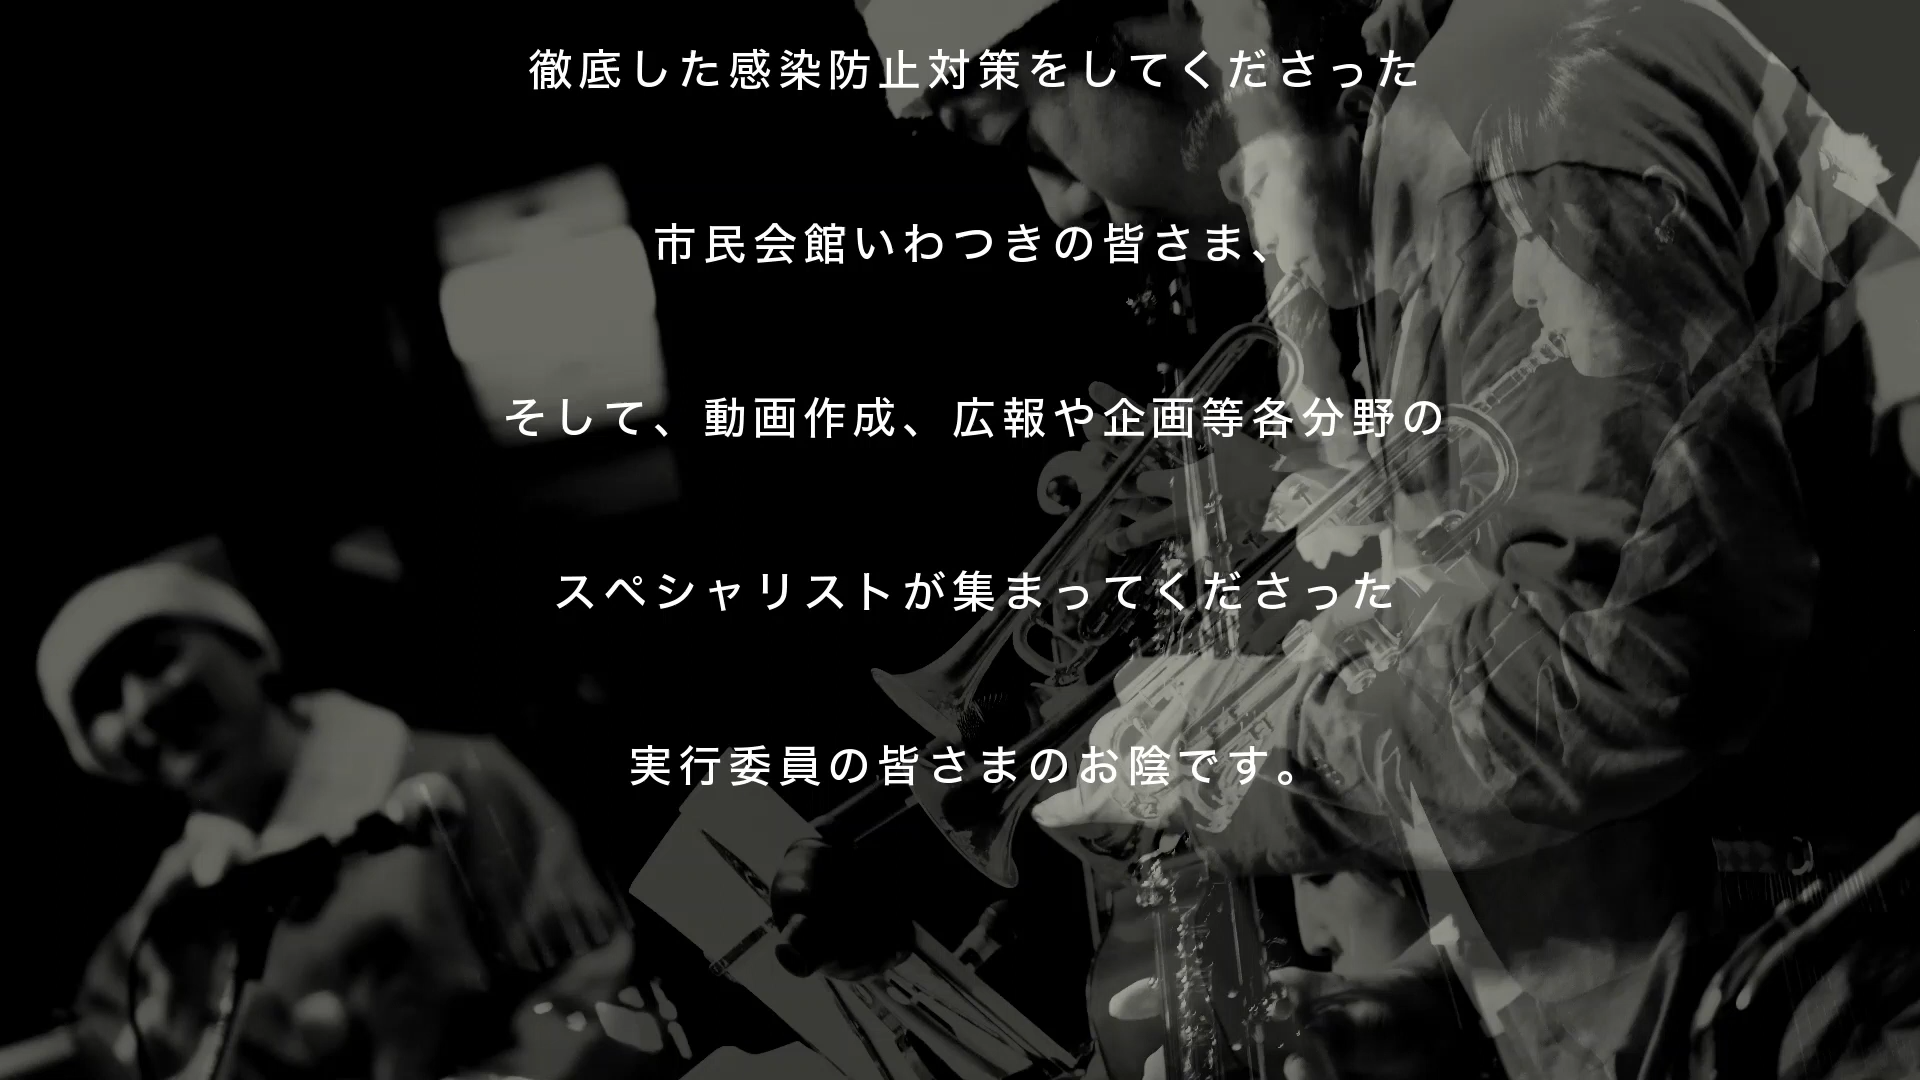 徹底した感染防止対策をしてくださった
市民会館いわつきの皆さま、
そして、動画作成、広報や企画等各分野の
スペシャリストが集まってくださった
実行委員の皆さまのお陰です。